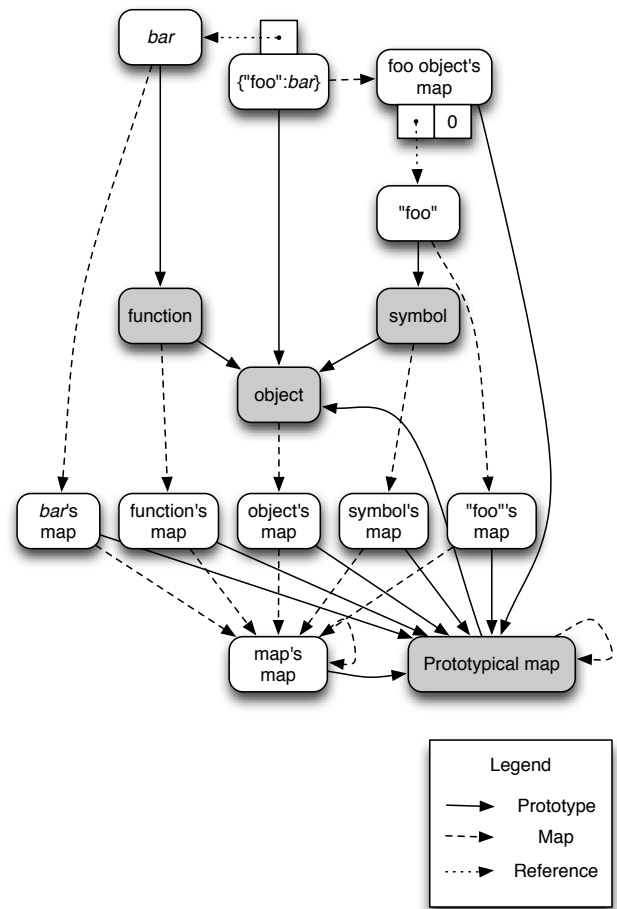 bar
{"foo":bar}
foo object's
map
0
"foo"
function
symbol
object
bar's
map
function's
map
object's
map
symbol's
map
"foo"'s
map
map's
map
Prototypical map
Legend
Prototype
Map
Reference